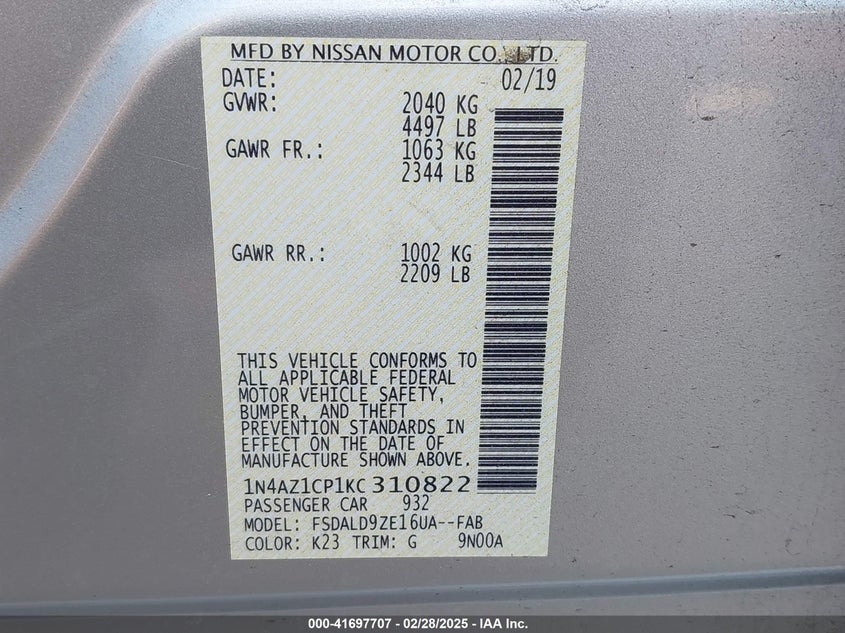 MFD BY NISSAN MOTOR CO., LTD.
DATE: 02/19
GVWR: 2040 KG
4497 LB
GAWR FR.: 1063 KG
2344 LB
GAWR RR.: 1002 KG
2209 LB
THIS VEHICLE CONFORMS TO
ALL APPLICABLE FEDERAL
MOTOR VEHICLE SAFETY,
BUMPER, AND THEFT
PREVENTION STANDARDS IN
EFFECT ON THE DATE OF
MANUFACTURE SHOWN ABOVE.
1N4AZ1CP1KC310822
PASSENGER CAR 932
MODEL: FSDALD9ZE16UA--FAB
COLOR: K23 TRIM: G 9N00A
000-41697707 - 02/28/2025 - IAA Inc.